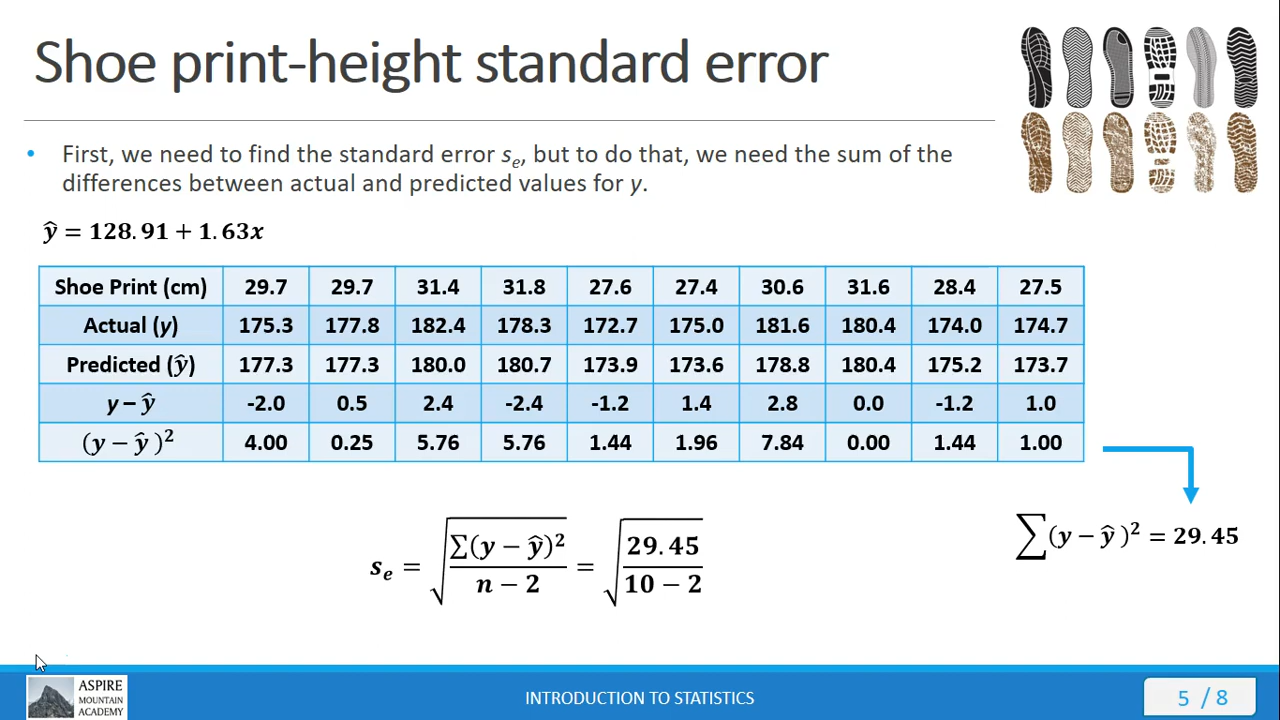 Shoe print-height standard error
• First, we need to find the standard error sₑ, but to do that, we need the sum of the
differences between actual and predicted values for y.
ŷ = 128.91 + 1.63x
Shoe Print (cm) 29.7 29.7 31.4 31.8 27.6 27.4 30.6 31.6 28.4 27.5
Actual (y) 175.3 177.8 182.4 178.3 172.7 175.0 181.6 180.4 174.0 174.7
Predicted (ŷ) 177.3 177.3 180.0 180.7 173.9 173.6 178.8 180.4 175.2 173.7
y – ŷ -2.0 0.5 2.4 -2.4 -1.2 1.4 2.8 0.0 -1.2 1.0
(y − ŷ )² 4.00 0.25 5.76 5.76 1.44 1.96 7.84 0.00 1.44 1.00
∑(y − ŷ )² = 29.45
sₑ = √(∑(y − ŷ)² / (n − 2)) = √(29.45 / (10 − 2))
ASPIRE
MOUNTAIN
ACADEMY
INTRODUCTION TO STATISTICS
5 / 8